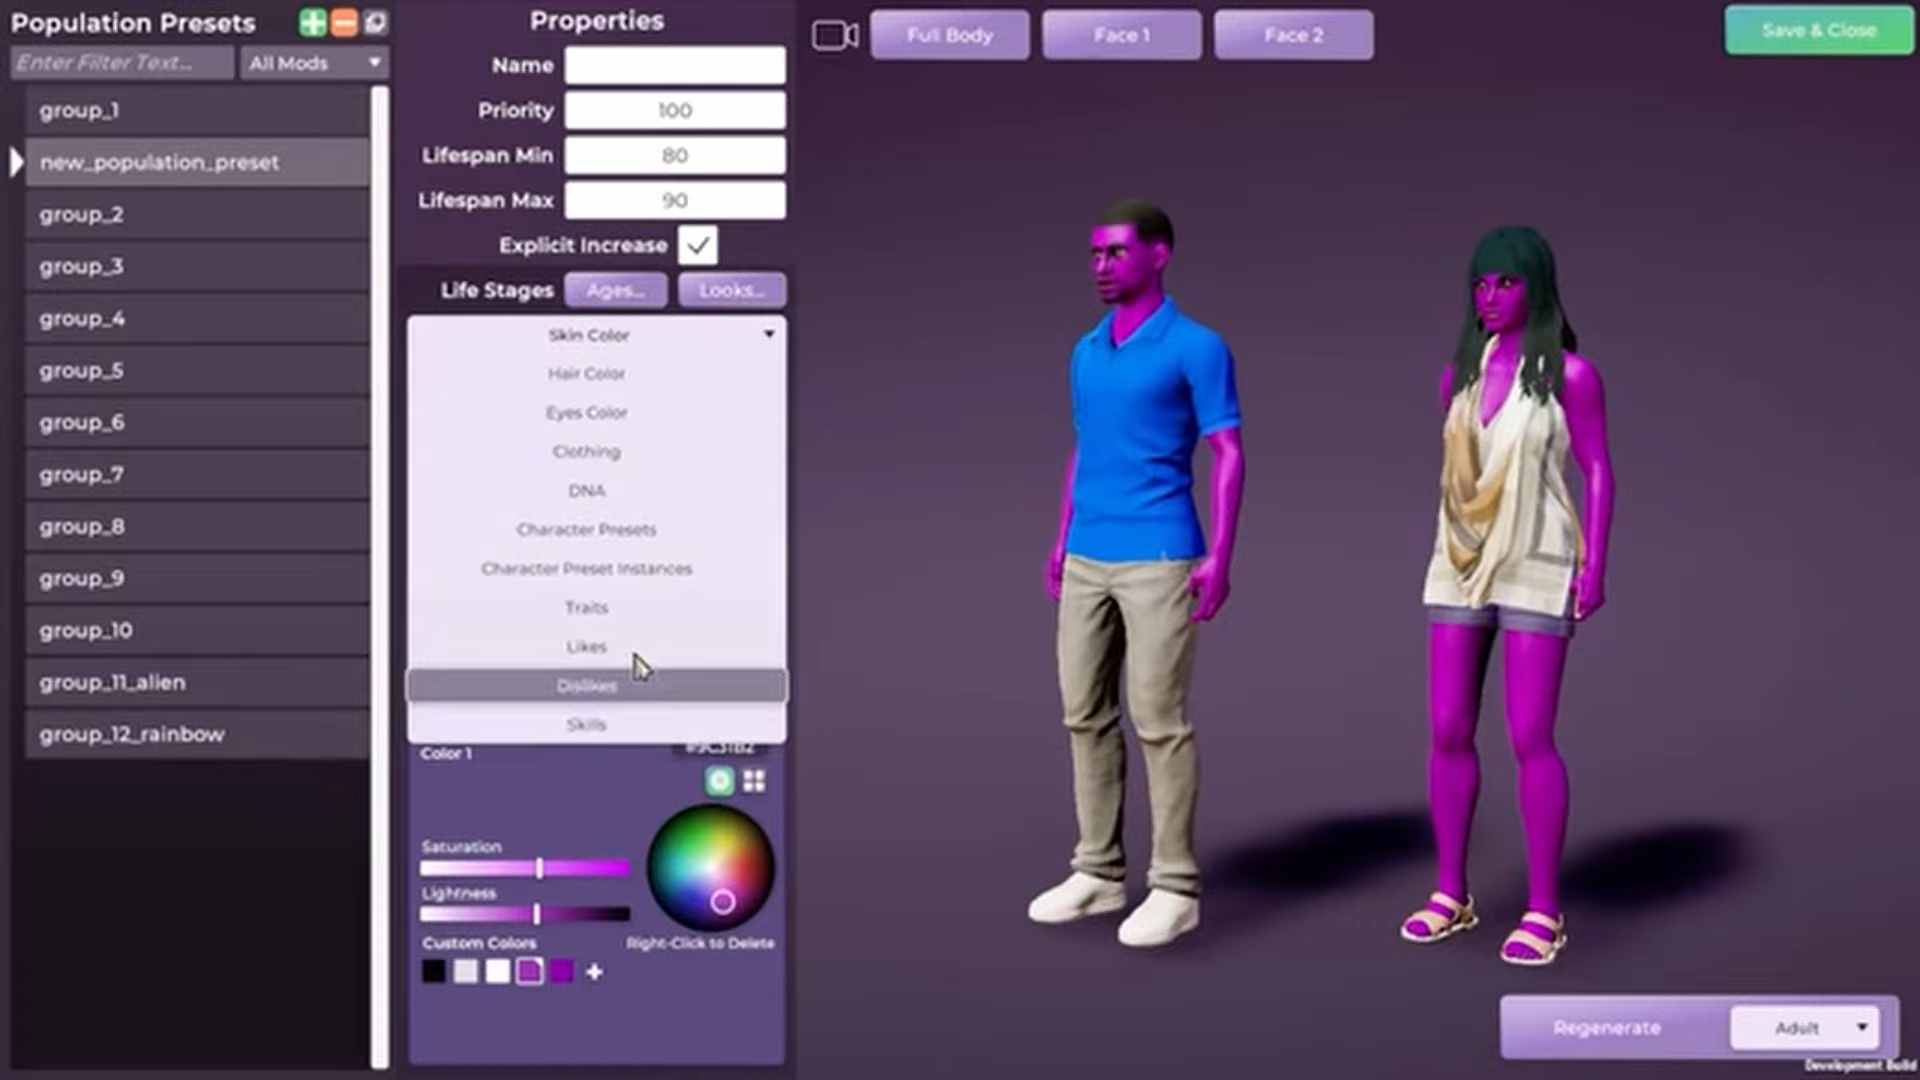 Population Presets
Enter Filter Text...
All Mods
group_1
new_population_preset
group_2
group_3
group_4
group_5
group_6
group_7
group_8
group_9
group_10
group_11_alien
group_12_rainbow
Properties
Name
Priority
100
Lifespan Min
80
Lifespan Max
90
Explicit Increase
Life Stages
Ages...
Looks...
Skin Color
Hair Color
Eyes Color
Clothing
DNA
Character Presets
Character Preset Instances
Traits
Likes
Dislikes
Skills
Color 1
Saturation
Lightness
Custom Colors
Right-Click to Delete
Full Body
Face 1
Face 2
Save & Close
Regenerate
Adult
Development Build